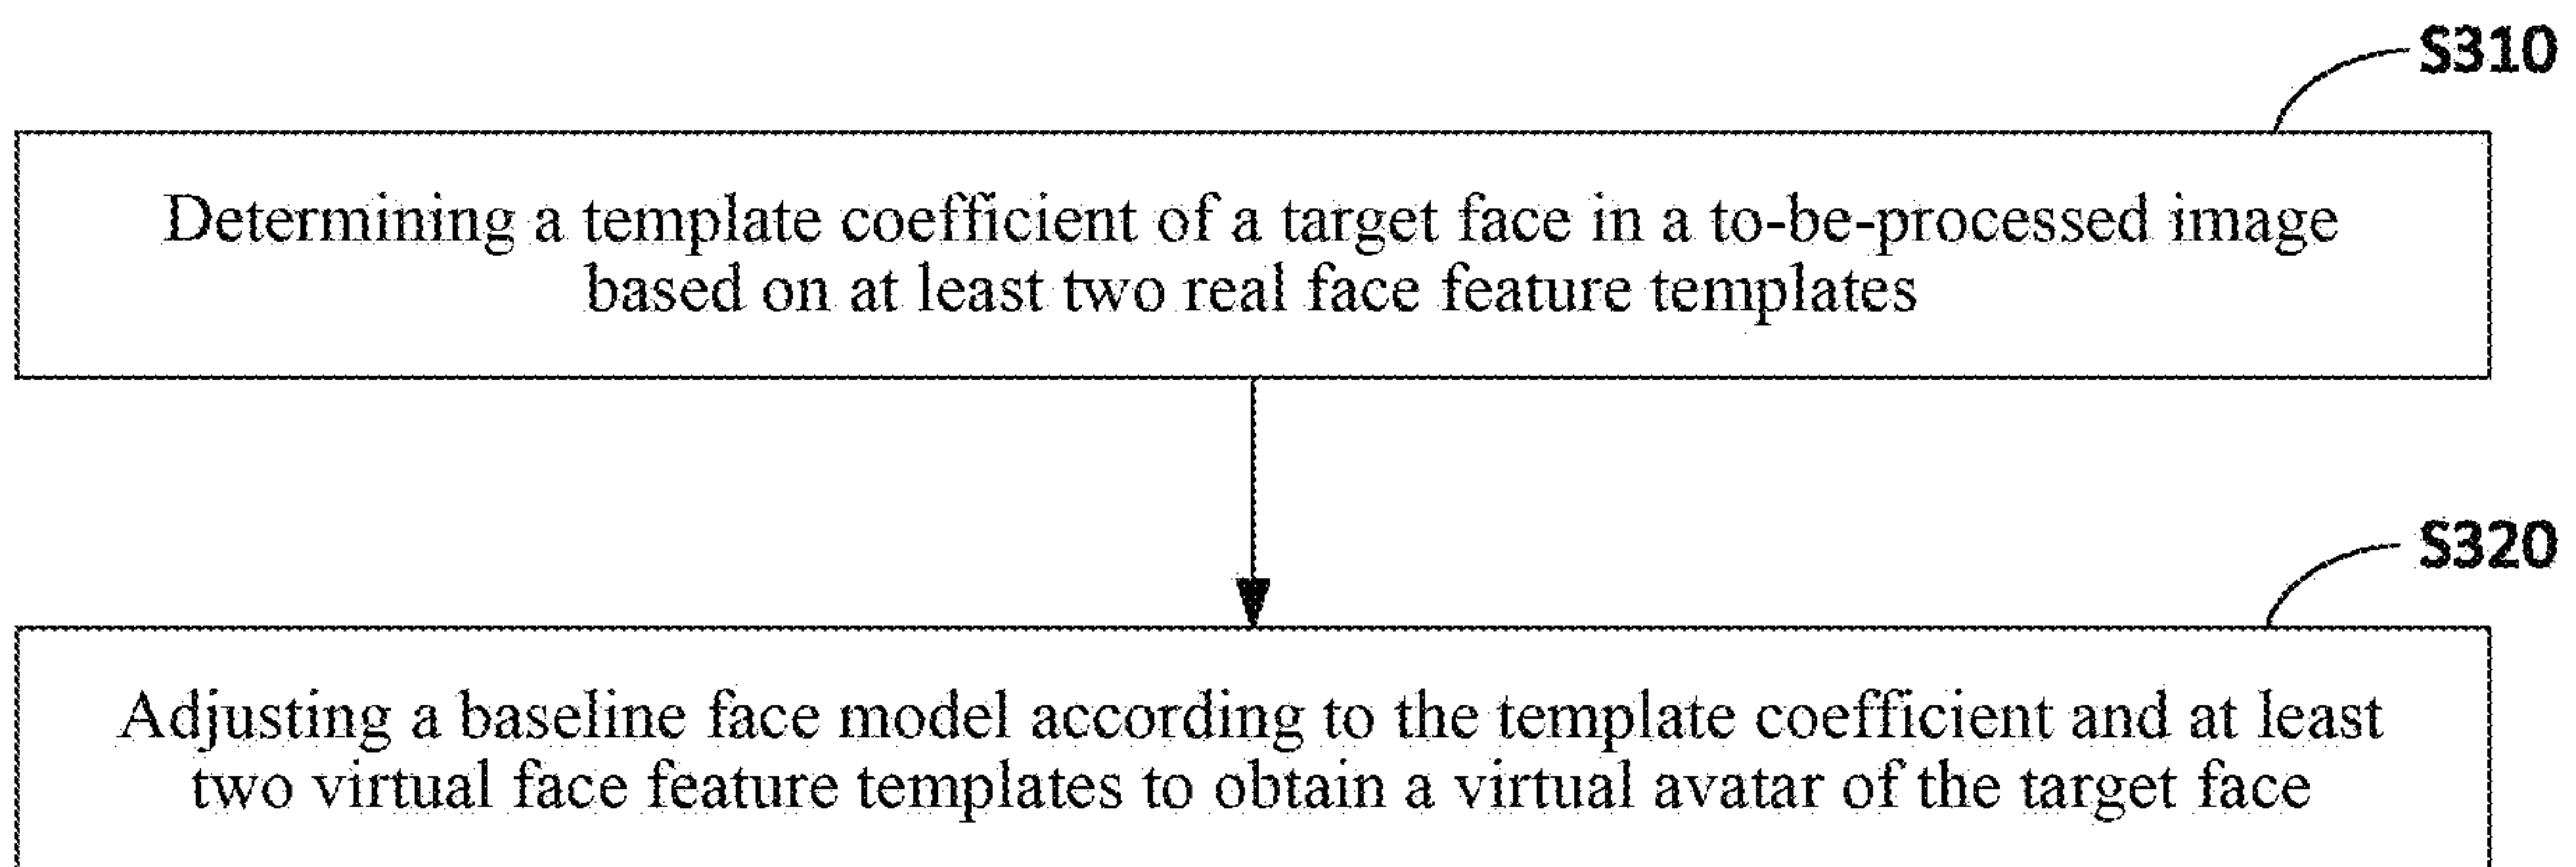 S310
Determining a template coefficient of a target face in a to-be-processed image
based on at least two real face feature templates
S320
Adjusting a baseline face model according to the template coefficient and at least
two virtual face feature templates to obtain a virtual avatar of the target face